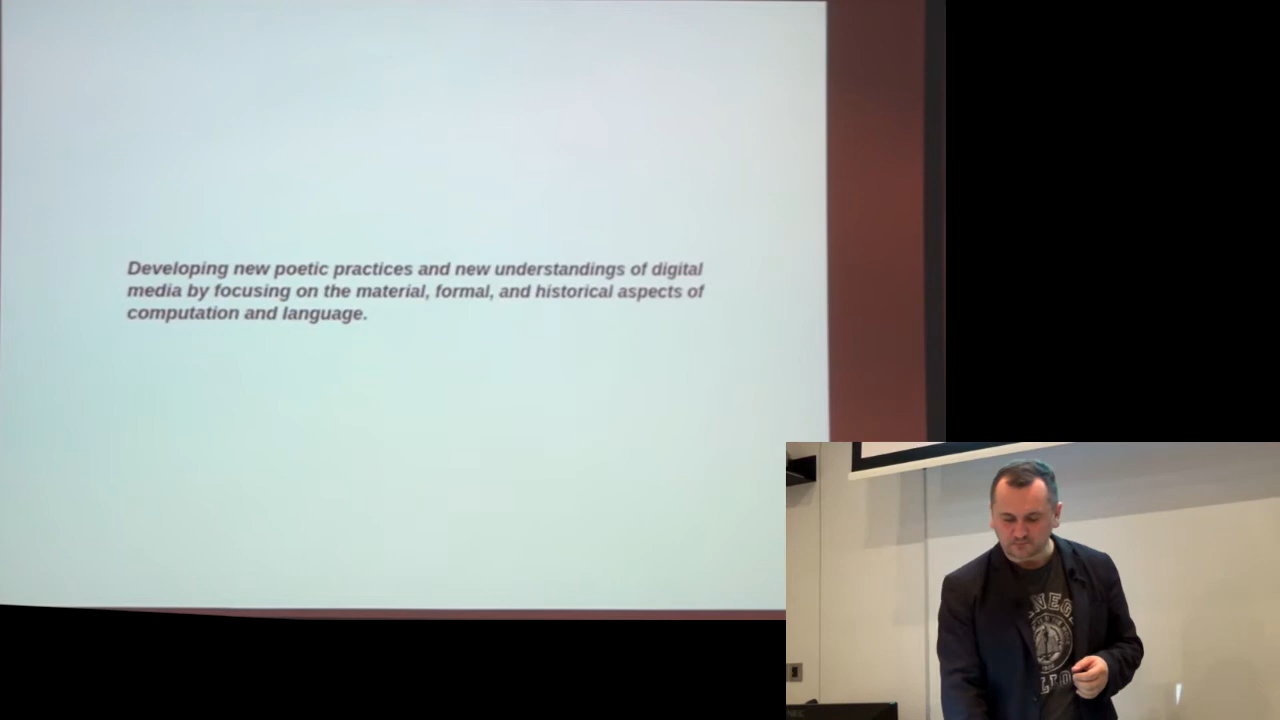 Developing new poetic practices and new understandings of digital
media by focusing on the material, formal, and historical aspects of
computation and language.